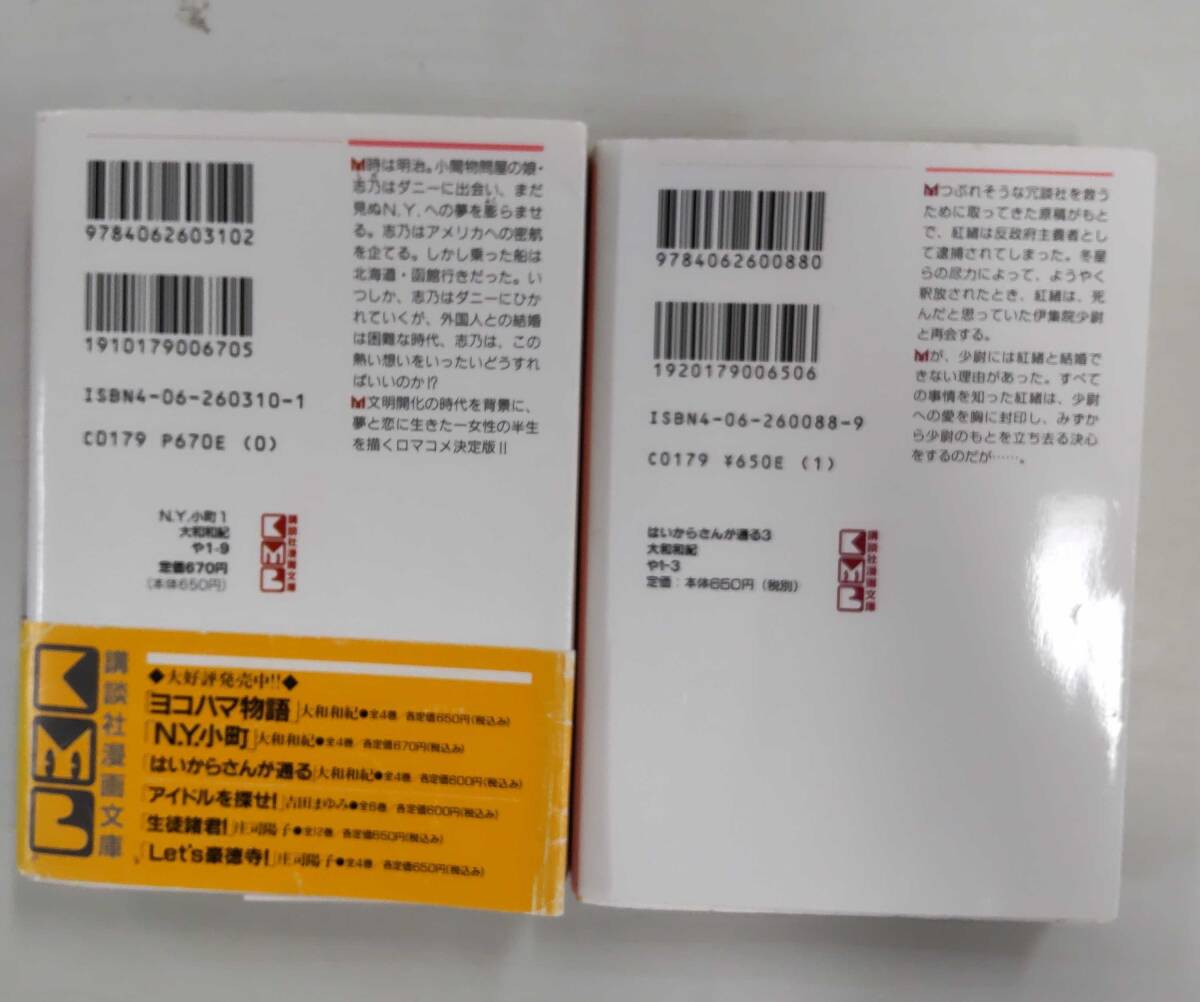 9784062603102
1910179006705
ISBN4-06-260310-1
C0179 P670E (0)
M時は明治。小間物問屋の娘・
志乃はダニーに出会い、まだ
見ぬN.Y.への夢を膨らませ
る。志乃はアメリカへの密航
を企てる。しかし乗った船は
北海道・函館行きだった。い
つしか、志乃はダニーにひか
れていくが、外国人との結婚
は困難な時代、志乃は、この
熱い想いをいったいどうすれ
ばいいのか!?
M文明開化の時代を背景に、
夢と恋に生きた一女性の半生
を描くロマコメ決定版!!
N.Y.小町1
大和和紀
や1-9
定価670円
(本体650円)
KMB
講談社漫画文庫
KMB
講談社漫画文庫
◆大好評発売中!!◆
「ヨコハマ物語」大和和紀●全4巻/各定価650円(税込み)
「N.Y.小町」大和和紀●全4巻/各定価670円(税込み)
「はいからさんが通る」大和和紀●全4巻/各定価600円(税込み)
「アイドルを探せ!」吉田まゆみ●全6巻/各定価600円(税込み)
「生徒諸君!」庄司陽子●全12巻/各定価650円(税込み)
「Let's豪徳寺!」庄司陽子●全4巻/各定価650円(税込み)
9784062600880
1920179006506
ISBN4-06-260088-9
C0179 ¥650E (1)
Mつぶれそうな冗談社を救う
ために取ってきた原稿がもと
で、紅緒は反政府主義者とし
て逮捕されてしまった。冬星
らの尽力によって、ようやく
釈放されたとき、紅緒は、死
んだと思っていた伊集院少尉
と再会する。
Mが、少尉には紅緒と結婚で
きない理由があった。すべて
の事情を知った紅緒は、少尉
への愛を胸に封印し、みずか
ら少尉のもとを立ち去る決心
をするのだが……。
はいからさんが通る3
大和和紀
や1-3
定価:本体650円(税別)
KMB
講談社漫画文庫